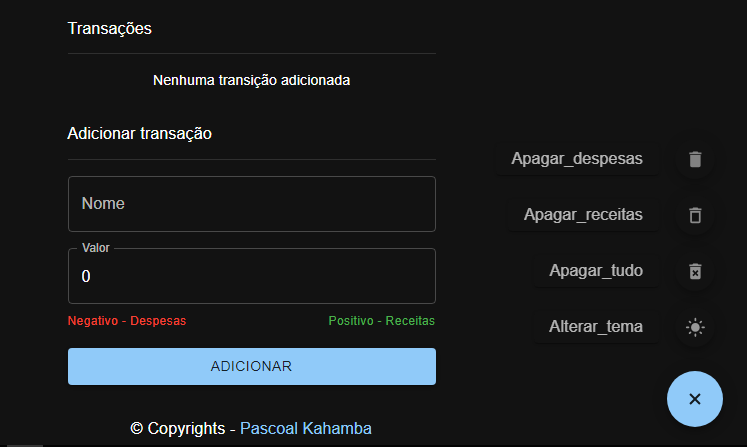 Transações
Nenhuma transição adicionada
Adicionar transação
Nome
Valor
0
Negativo - Despesas
Positivo - Receitas
ADICIONAR
© Copyrights - Pascoal Kahamba
Apagar_despesas
Apagar_receitas
Apagar_tudo
Alterar_tema